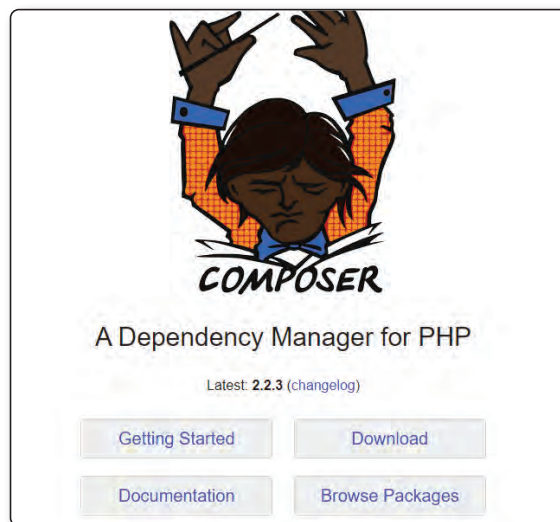 COMPOSER
A Dependency Manager for PHP
Latest: 2.2.3 (changelog)
Getting Started
Download
Documentation
Browse Packages